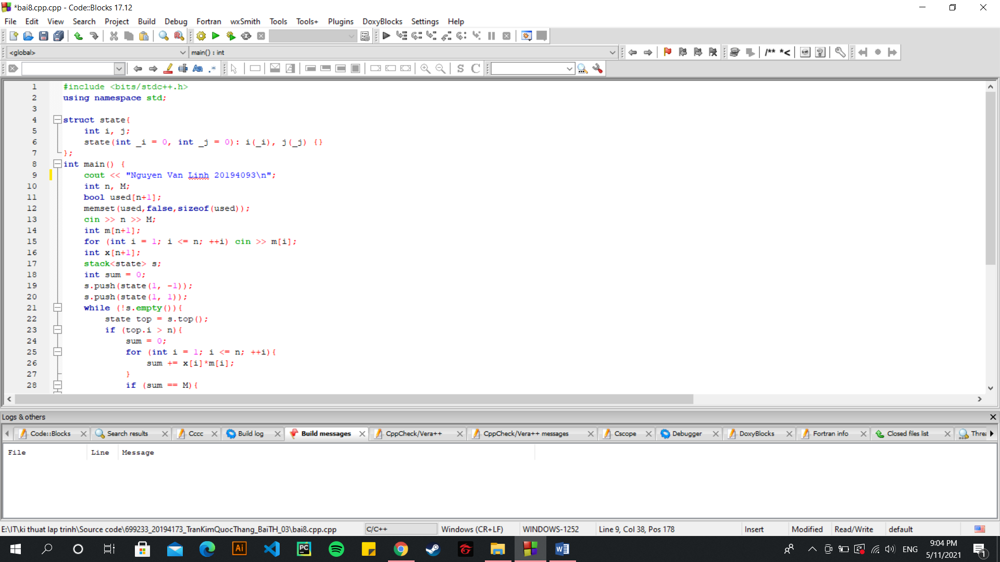 *bai8.cpp.cpp - Code::Blocks 17.12
File Edit View Search Project Build Debug Fortran wxSmith Tools Tools+ Plugins DoxyBlocks Settings Help
<global> main() : int
/** *<
Aa .* S C
1 #include <bits/stdc++.h>
2 using namespace std;
3
4 struct state{
5 int i, j;
6 state(int _i = 0, int _j = 0): i(_i), j(_j) {}
7 };
8 int main() {
9 cout << "Nguyen Van Linh 20194093\n";
10 int n, M;
11 bool used[n+1];
12 memset(used,false,sizeof(used));
13 cin >> n >> M;
14 int m[n+1];
15 for (int i = 1; i <= n; ++i) cin >> m[i];
16 int x[n+1];
17 stack<state> s;
18 int sum = 0;
19 s.push(state(1, -1));
20 s.push(state(1, 1));
21 while (!s.empty()){
22 state top = s.top();
23 if (top.i > n){
24 sum = 0;
25 for (int i = 1; i <= n; ++i){
26 sum += x[i]*m[i];
27 }
28 if (sum == M){
Logs & others
Code::Blocks Search results Cccc Build log Build messages CppCheck/Vera++ CppCheck/Vera++ messages Cscope Debugger DoxyBlocks Fortran info Closed files list Threa
File Line Message
E:\IT\ki thuat lap trinh\Source code\699233_20194173_TranKimQuocThang_BaiTH_03\bai8.cpp.cpp C/C++ Windows (CR+LF) WINDOWS-1252 Line 9, Col 38, Pos 178 Insert Modified Read/Write default
Ai PC W ENG 9:04 PM
5/11/2021 1